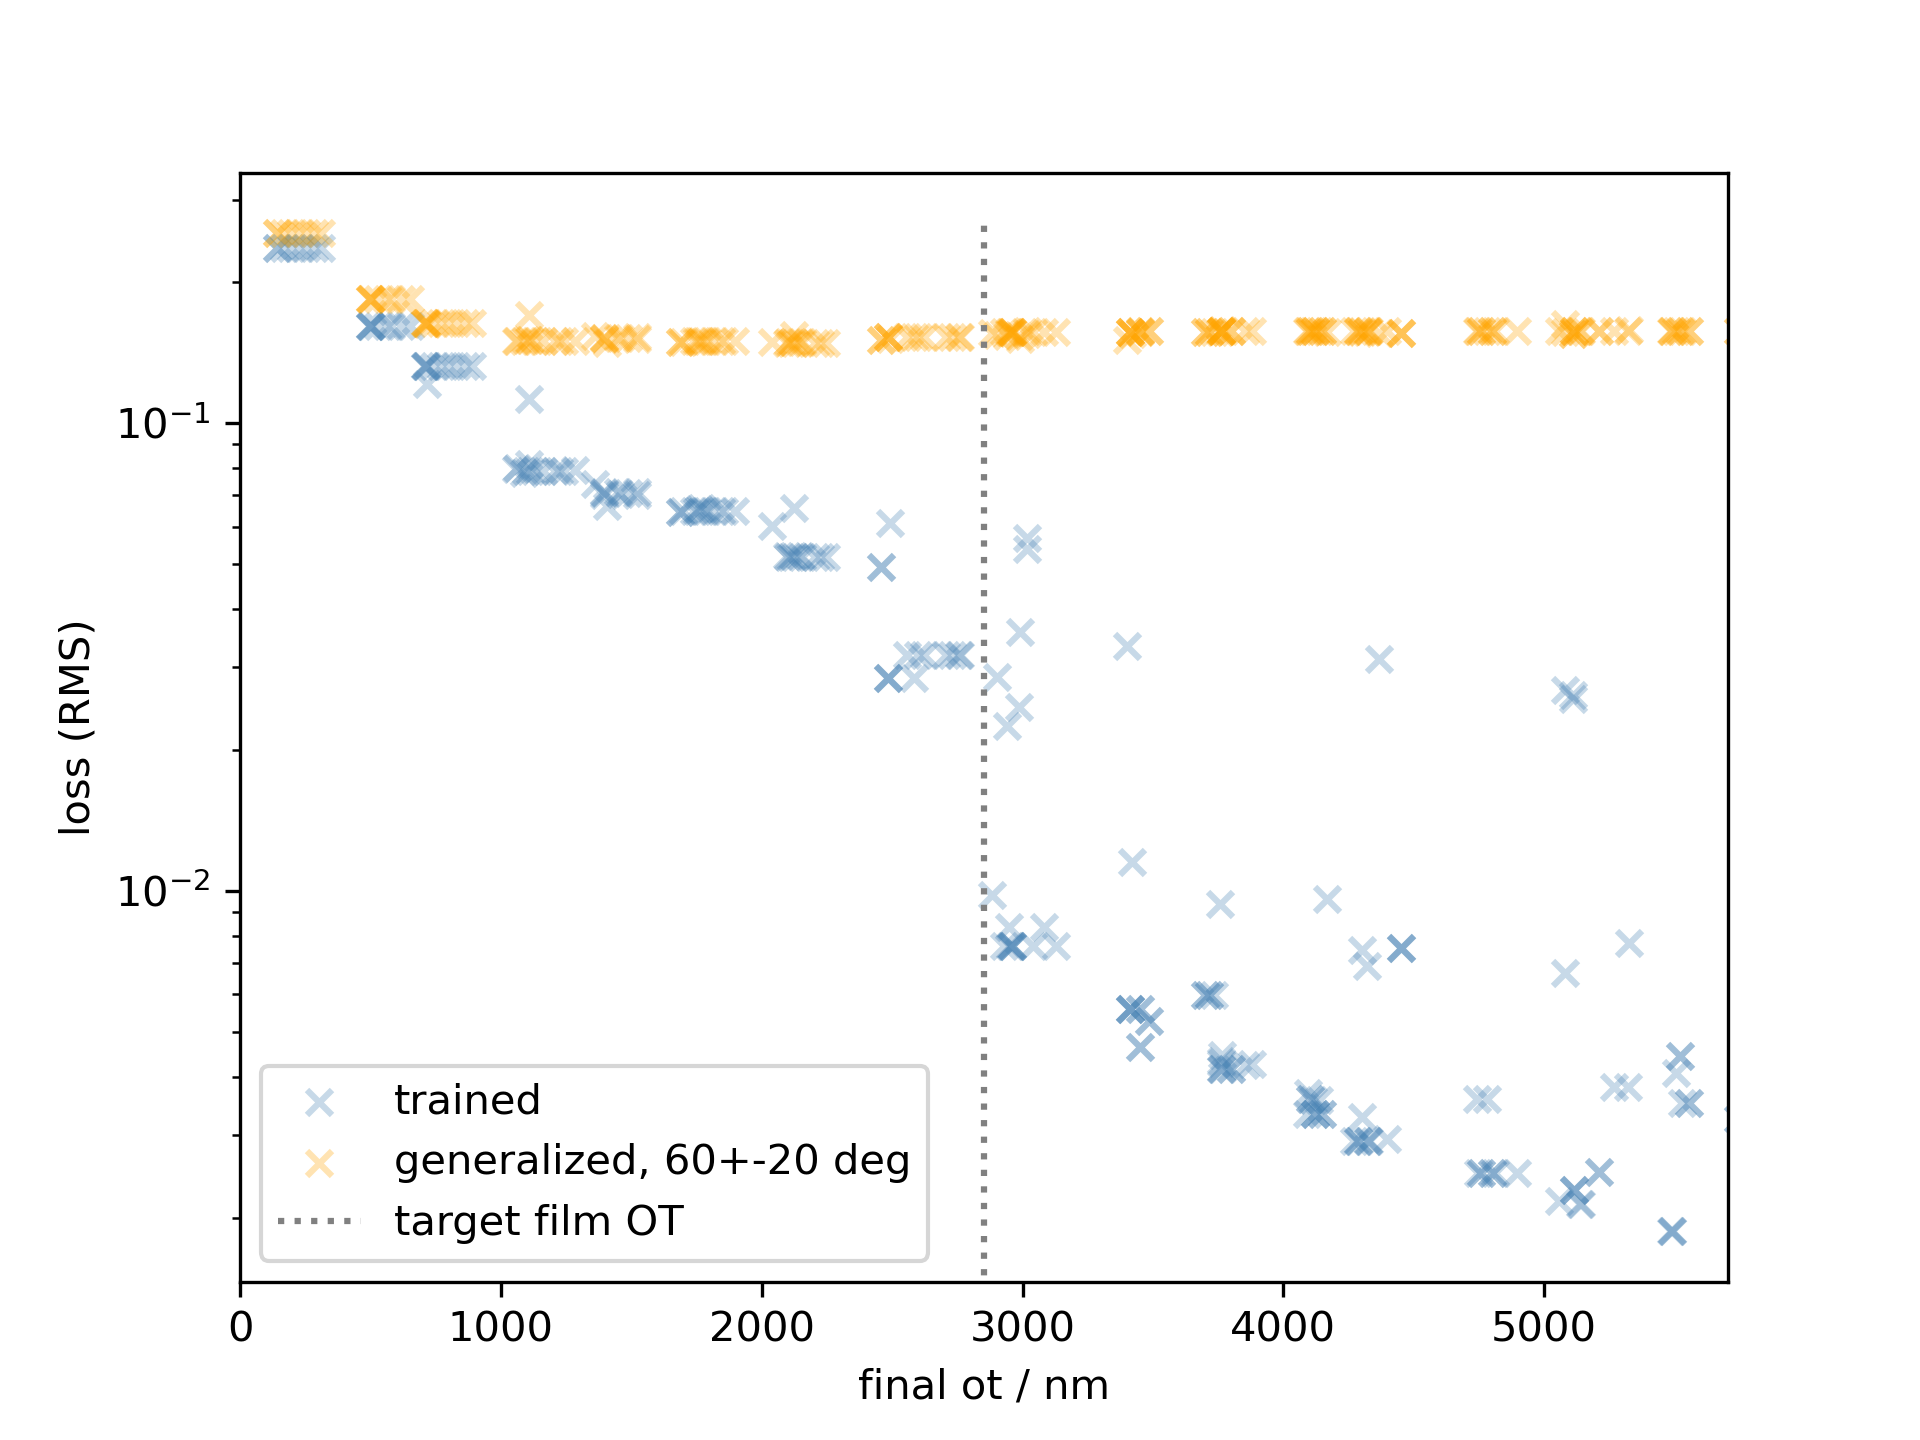 10⁻¹
10⁻²
loss (RMS)
trained
generalized, 60+-20 deg
target film OT
0 1000 2000 3000 4000 5000
final ot / nm